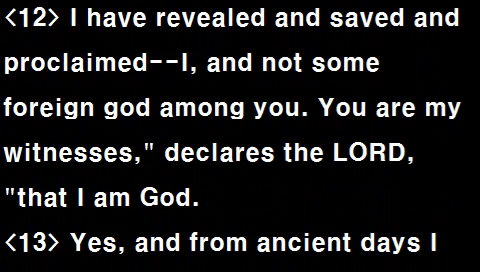 <12> I have revealed and saved and
proclaimed--I, and not some
foreign god among you. You are my
witnesses," declares the LORD,
"that I am God.
<13> Yes, and from ancient days I